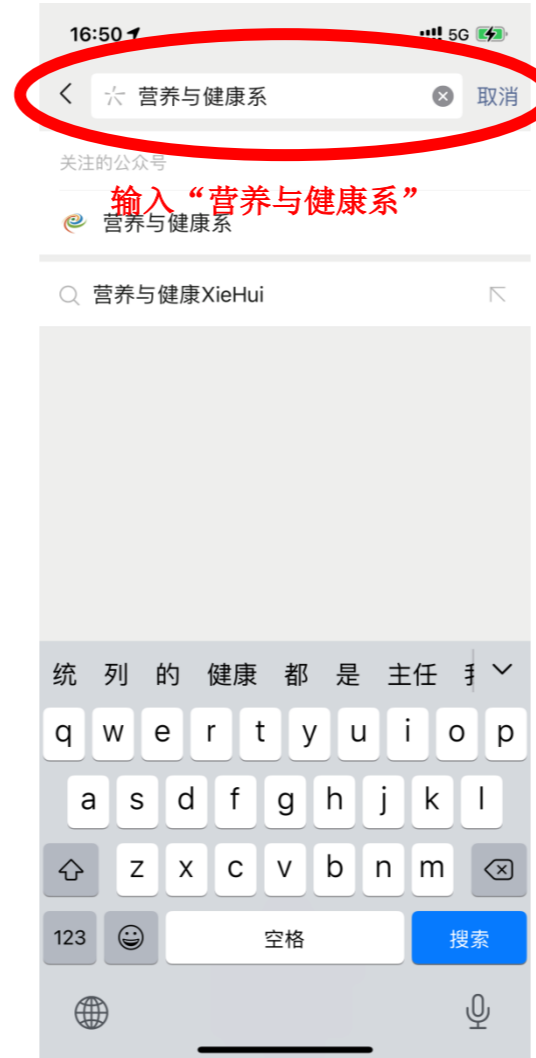 16:50 5G
营养与健康系 取消
关注的公众号
输入“营养与健康系”
营养与健康系
营养与健康XieHui
统 列 的 健康 都 是 主任
q w e r t y u i o p
a s d f g h j k l
z x c v b n m
123 空格 搜索